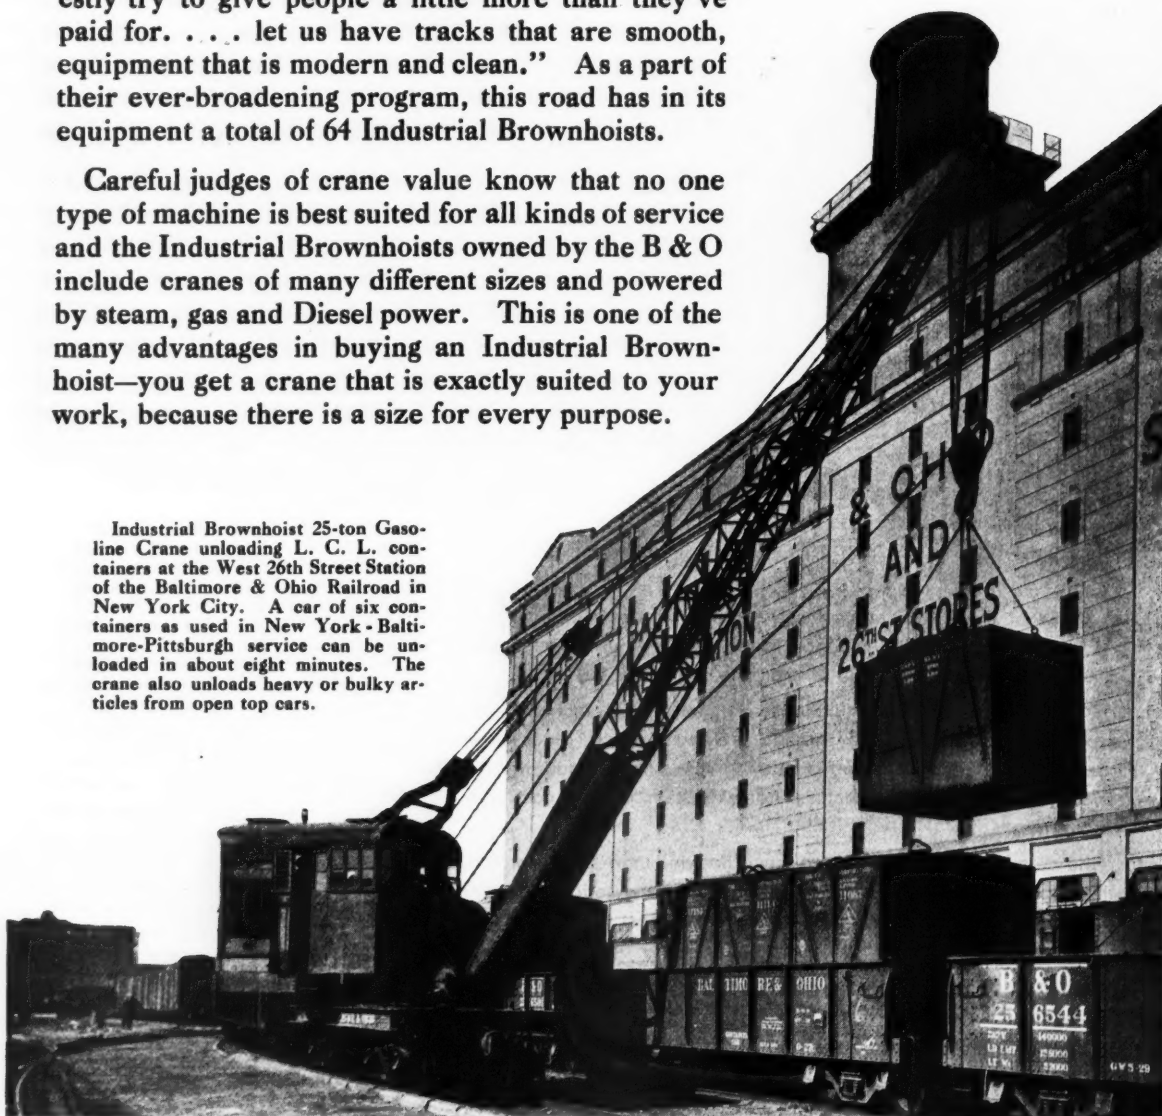 estly try to give people a little more than they've
paid for. . . . let us have tracks that are smooth,
equipment that is modern and clean.” As a part of
their ever-broadening program, this road has in its
equipment a total of 64 Industrial Brownhoists.
Careful judges of crane value know that no one
type of machine is best suited for all kinds of service
and the Industrial Brownhoists owned by the B & O
include cranes of many different sizes and powered
by steam, gas and Diesel power. This is one of the
many advantages in buying an Industrial Brown-
hoist—you get a crane that is exactly suited to your
work, because there is a size for every purpose.
Industrial Brownhoist 25-ton Gaso-
line Crane unloading L. C. L. con-
tainers at the West 26th Street Station
of the Baltimore & Ohio Railroad in
New York City. A car of six con-
tainers as used in New York - Balti-
more-Pittsburgh service can be un-
loaded in about eight minutes. The
crane also unloads heavy or bulky ar-
ticles from open top cars.
& OHIO
AND
26TH ST. STORES
BALTIMORE & OHIO
B & O
256544